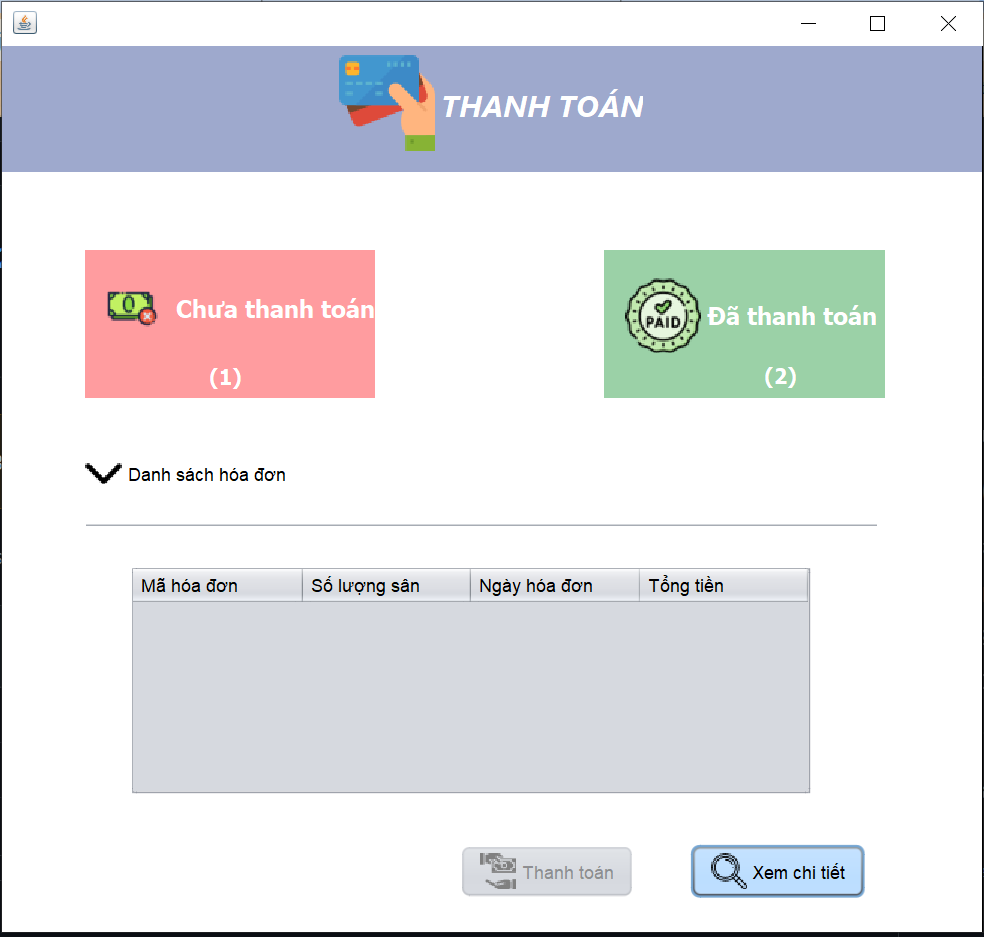 THANH TOÁN
Chưa thanh toán
(1)
PAID
Đã thanh toán
(2)
Danh sách hóa đơn
Mã hóa đơn Số lượng sân Ngày hóa đơn Tổng tiền
Thanh toán Xem chi tiết